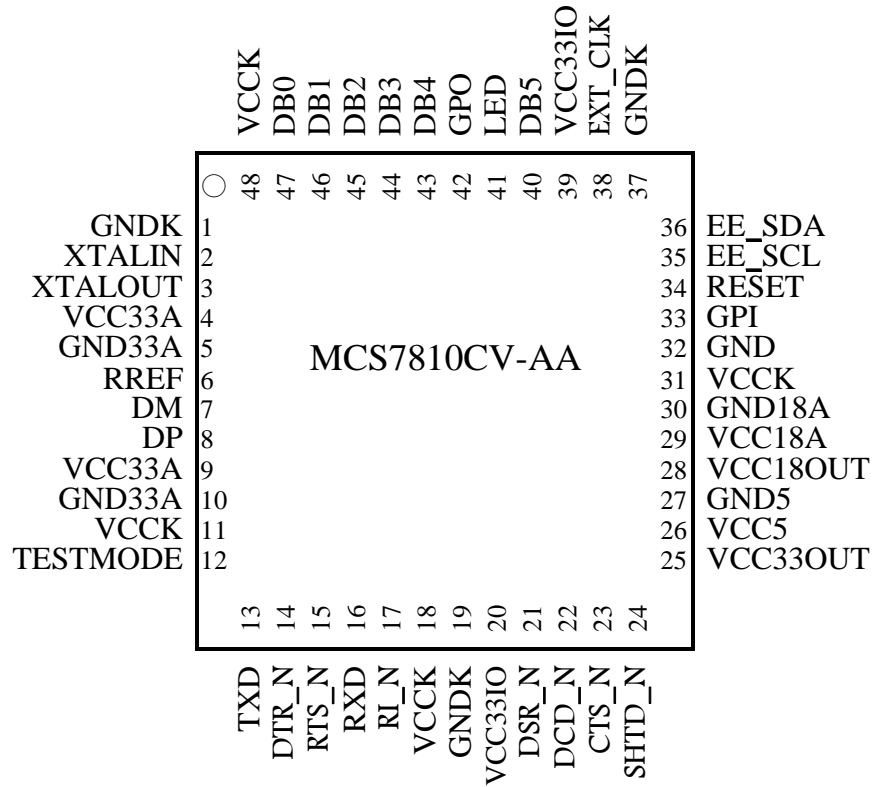 VCCK
DB0
DB1
DB2
DB3
DB4
GPO
LED
DB5
VCC33IO
EXT_CLK
GNDK
48
47
46
45
44
43
42
41
40
39
38
37
GNDK 1
XTALIN 2
XTALOUT 3
VCC33A 4
GND33A 5
RREF 6
DM 7
DP 8
VCC33A 9
GND33A 10
VCCK 11
TESTMODE 12
MCS7810CV-AA
36 EE_SDA
35 EE_SCL
34 RESET
33 GPI
32 GND
31 VCCK
30 GND18A
29 VCC18A
28 VCC18OUT
27 GND5
26 VCC5
25 VCC33OUT
13
14
15
16
17
18
19
20
21
22
23
24
TXD
DTR_N
RTS_N
RXD
RI_N
VCCK
GNDK
VCC33IO
DSR_N
DCD_N
CTS_N
SHTD_N